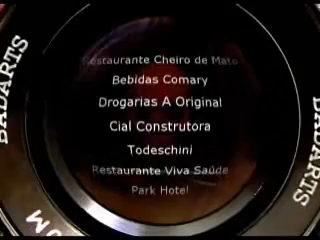 Restaurante Cheiro de Mato
Bebidas Comary
Drogarias A Original
Cial Construtora
Todeschini
Restaurante Viva Saúde
Park Hotel
BADARTS
BADARTS